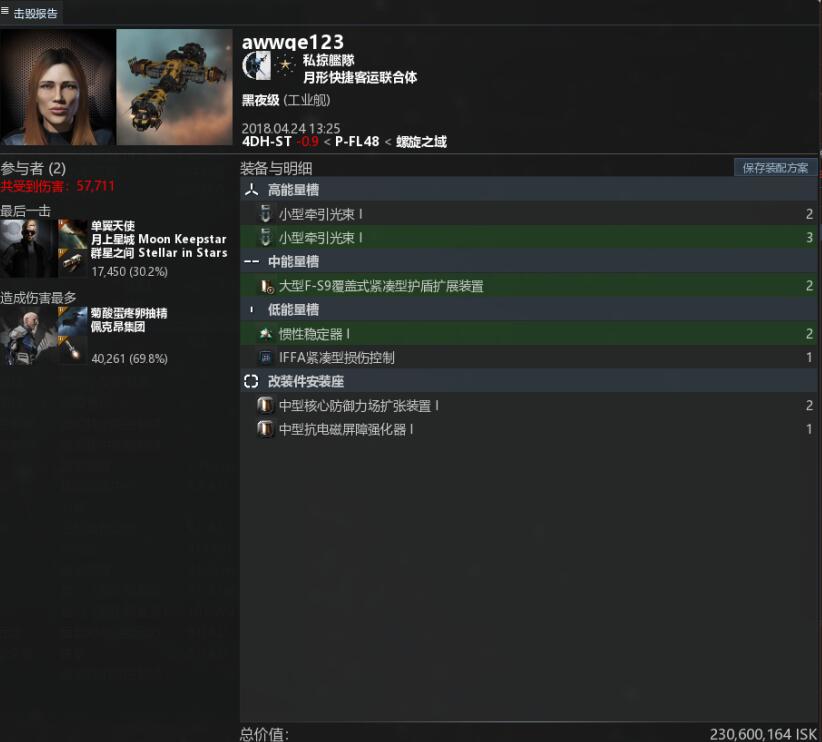 击毁报告
awwqe123
私掠艦隊
月形快捷客运联合体
黑夜级 (工业舰)
2018.04.24 13:25
4DH-ST -0.9 < P-FL48 < 螺旋之域
参与者 (2)
共受到伤害: 57,711
最后一击
单翼天使
月上星城 Moon Keepstar
群星之间 Stellar in Stars
17,450 (30.2%)
造成伤害最多
菊酸蛋疼卵抽精
佩克昂集团
40,261 (69.8%)
装备与明细
保存装配方案
高能量槽
小型牵引光束 I 2
小型牵引光束 I 3
中能量槽
大型F-S9覆盖式紧凑型护盾扩展装置 2
低能量槽
惯性稳定器 I 2
IFFA紧凑型损伤控制 1
改装件安装座
中型核心防御力场扩张装置 I 2
中型抗电磁屏障强化器 I 1
总价值: 230,600,164 ISK